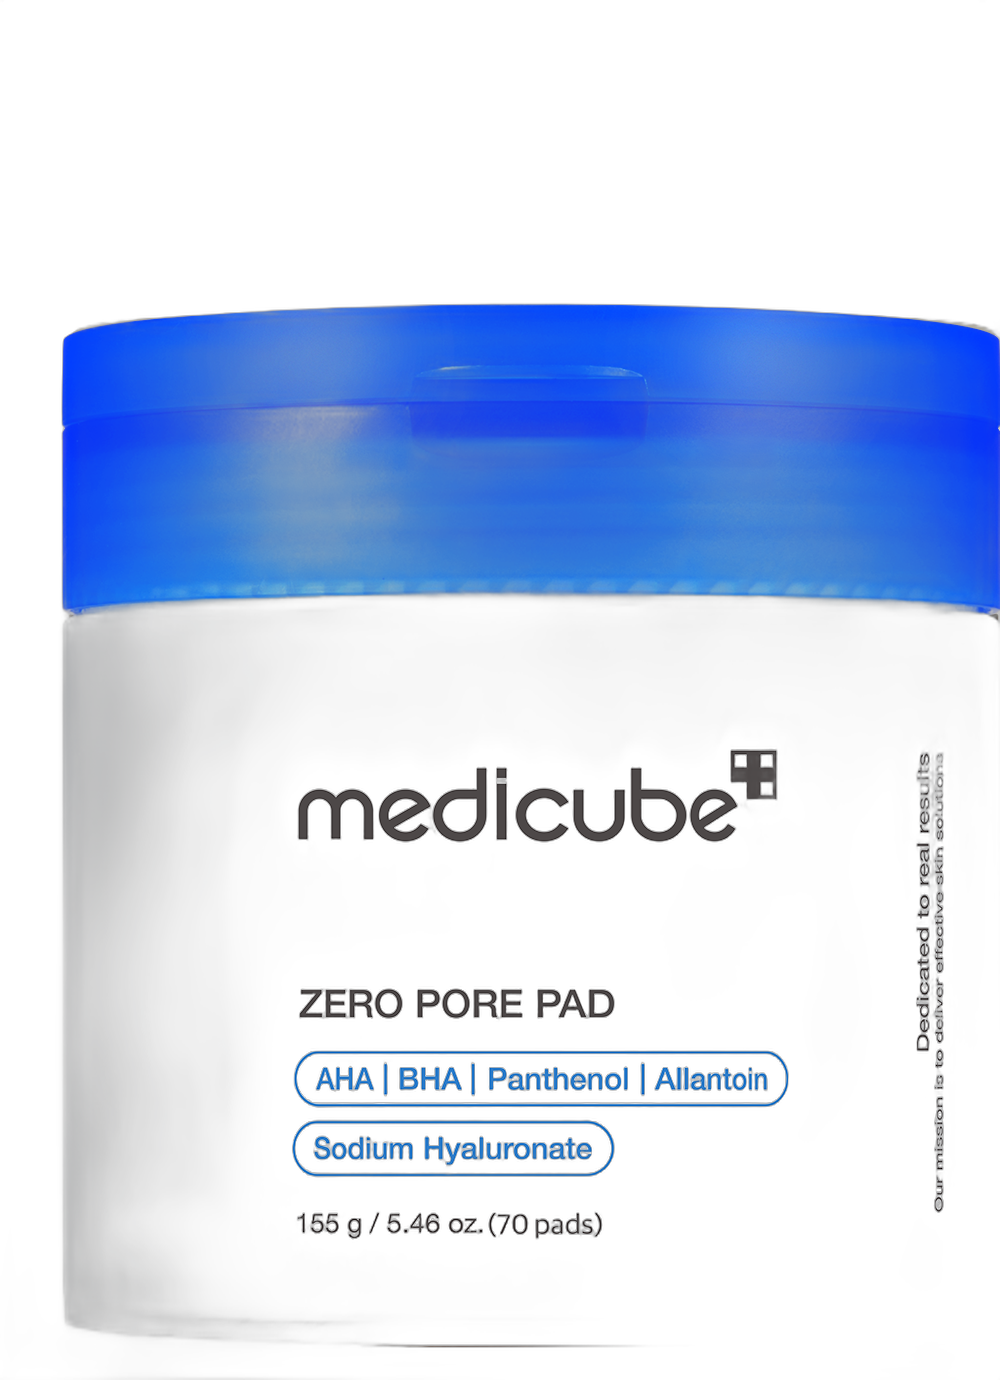 medicube
ZERO PORE PAD
AHA | BHA | Panthenol | Allantoin
Sodium Hyaluronate
155 g / 5.46 oz. (70 pads)
Dedicated to real results
Our mission is to deliver effective skin solutions